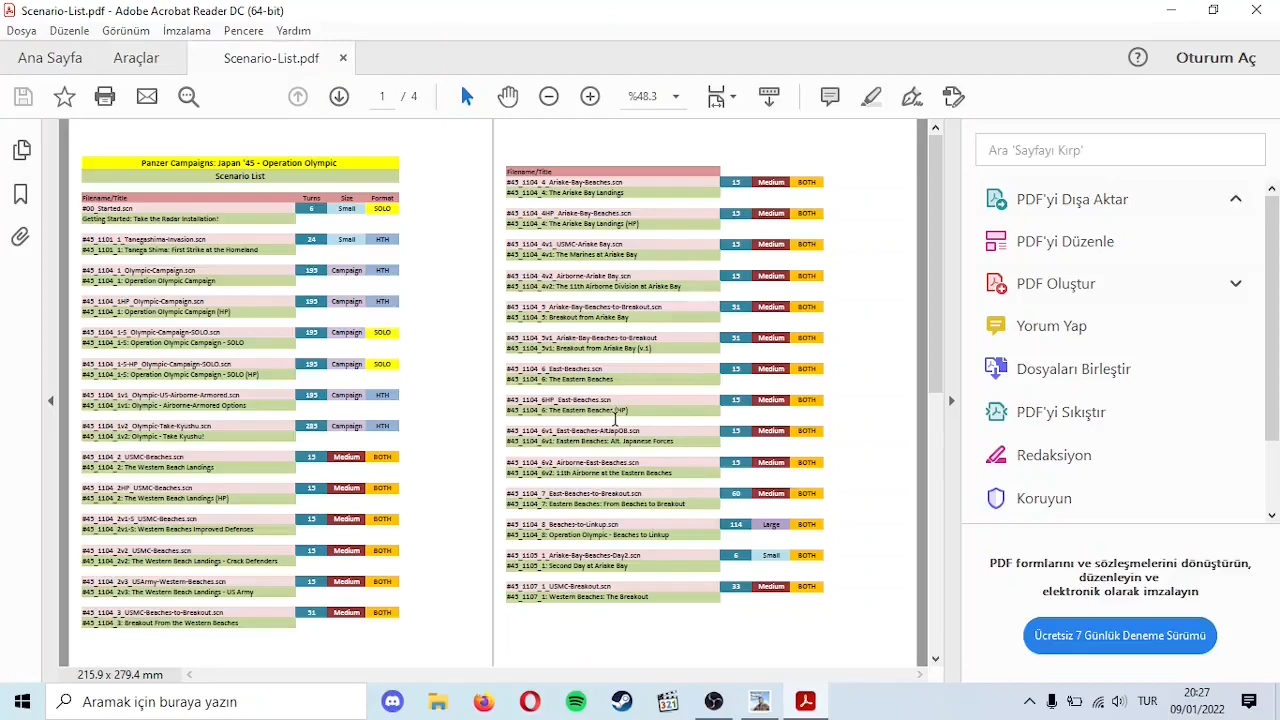 Scenario-List.pdf - Adobe Acrobat Reader DC (64-bit)
Dosya Düzenle Görünüm İmzalama Pencere Yardım
Ana Sayfa Araçlar Scenario-List.pdf × Oturum Aç
1 / 4 %48.3
Ara 'Sayfayı Kırp'
Panzer Campaigns: Japan '45 - Operation Olympic
Scenario List
Filename/Title Turns Size Format
#00_Started.scn 6 Small SOLO
Getting Started: Take the Radar Installation!
#45_1101_1_Tanegashima-Invasion.scn 24 Small HTH
#45_1101_1: Tanega Shima: First Strike at the Homeland
#45_1104_1_Olympic-Campaign.scn 195 Campaign HTH
#45_1104_1: Operation Olympic Campaign
#45_1104_1HP_Olympic-Campaign.scn 195 Campaign HTH
#45_1104_1: Operation Olympic Campaign (HP)
#45_1104_1-S_Olympic-Campaign-SOLO.scn 195 Campaign SOLO
#45_1104_1-S: Operation Olympic Campaign - SOLO
#45_1104_1-S-HP_Olympic-Campaign-SOLO.scn 195 Campaign SOLO
#45_1104_1-S: Operation Olympic Campaign - SOLO (HP)
#45_1104_1v1_Olympic-US-Airborne-Armored.scn 195 Campaign HTH
#45_1104_1v1: Olympic - Airborne-Armored Options
#45_1104_1v2_Olympic-Take-Kyushu.scn 285 Campaign HTH
#45_1104_1v2: Olympic - Take Kyushu!
#45_1104_2_USMC-Beaches.scn 15 Medium BOTH
#45_1104_2: The Western Beach Landings
#45_1104_2HP_USMC-Beaches.scn 15 Medium BOTH
#45_1104_2: The Western Beach Landings (HP)
#45_1104_2v1-S_USMC-Beaches.scn 15 Medium BOTH
#45_1104_2v1-S: Western Beaches Improved Defenses
#45_1104_2v2_USMC-Beaches.scn 15 Medium BOTH
#45_1104_2v2: The Western Beach Landings - Crack Defenders
#45_1104_2v3_USArmy-Western-Beaches.scn 15 Medium BOTH
#45_1104_2v3: The Western Beach Landings - US Army
#45_1104_3_USMC-Beaches-to-Breakout.scn 51 Medium BOTH
#45_1104_3: Breakout From the Western Beaches
Filename/Title
#45_1104_4_Ariake-Bay-Beaches.scn 15 Medium BOTH
#45_1104_4: The Ariake Bay Landings
#45_1104_4HP_Ariake-Bay-Beaches.scn 15 Medium BOTH
#45_1104_4: The Ariake Bay Landings (HP)
#45_1104_4v1_USMC-Ariake Bay.scn 15 Medium BOTH
#45_1104_4v1: The Marines at Ariake Bay
#45_1104_4v2_Airborne-Ariake Bay.scn 15 Medium BOTH
#45_1104_4v2: The 11th Airborne Division at Ariake Bay
#45_1104_5_Ariake-Bay-Beaches-to-Breakout.scn 51 Medium BOTH
#45_1104_5: Breakout from Ariake Bay
#45_1104_5v1_Ariake-Bay-Beaches-to-Breakout 51 Medium BOTH
#45_1104_5v1: Breakout from Ariake Bay (v.1)
#45_1104_6_East-Beaches.scn 15 Medium BOTH
#45_1104_6: The Eastern Beaches
#45_1104_6HP_East-Beaches.scn 15 Medium BOTH
#45_1104_6: The Eastern Beaches (HP)
#45_1104_6v1_East-Beaches-AltJapOB.scn 15 Medium BOTH
#45_1104_6v1: Eastern Beaches: Alt. Japanese Forces
#45_1104_6v2_Airborne-East-Beaches.scn 15 Medium BOTH
#45_1104_6v2: 11th Airborne at the Eastern Beaches
#45_1104_7_East-Beaches-to-Breakout.scn 60 Medium BOTH
#45_1104_7: Eastern Beaches: From Beaches to Breakout
#45_1104_8_Beaches-to-Linkup.scn 114 Large BOTH
#45_1104_8: Operation Olympic - Beaches to Linkup
#45_1105_1_Ariake-Bay-Beaches-Day2.scn 6 Small BOTH
#45_1105_1: Second Day at Ariake Bay
#45_1107_1_USMC-Breakout.scn 33 Medium BOTH
#45_1107_1: Western Beaches: The Breakout
PDF'yi Dışa Aktar
PDF'yi Düzenle
PDF Oluştur
Yorum Yap
Dosyaları Birleştir
PDF'yi Sıkıştır
Redaksiyon
Koruyun
PDF formlarını ve sözleşmelerini dönüştürün,
düzenleyin ve
elektronik olarak imzalayın
Ücretsiz 7 Günlük Deneme Sürümü
215.9 x 279.4 mm
Aramak için buraya yazın
321
TUR
09/01/2022